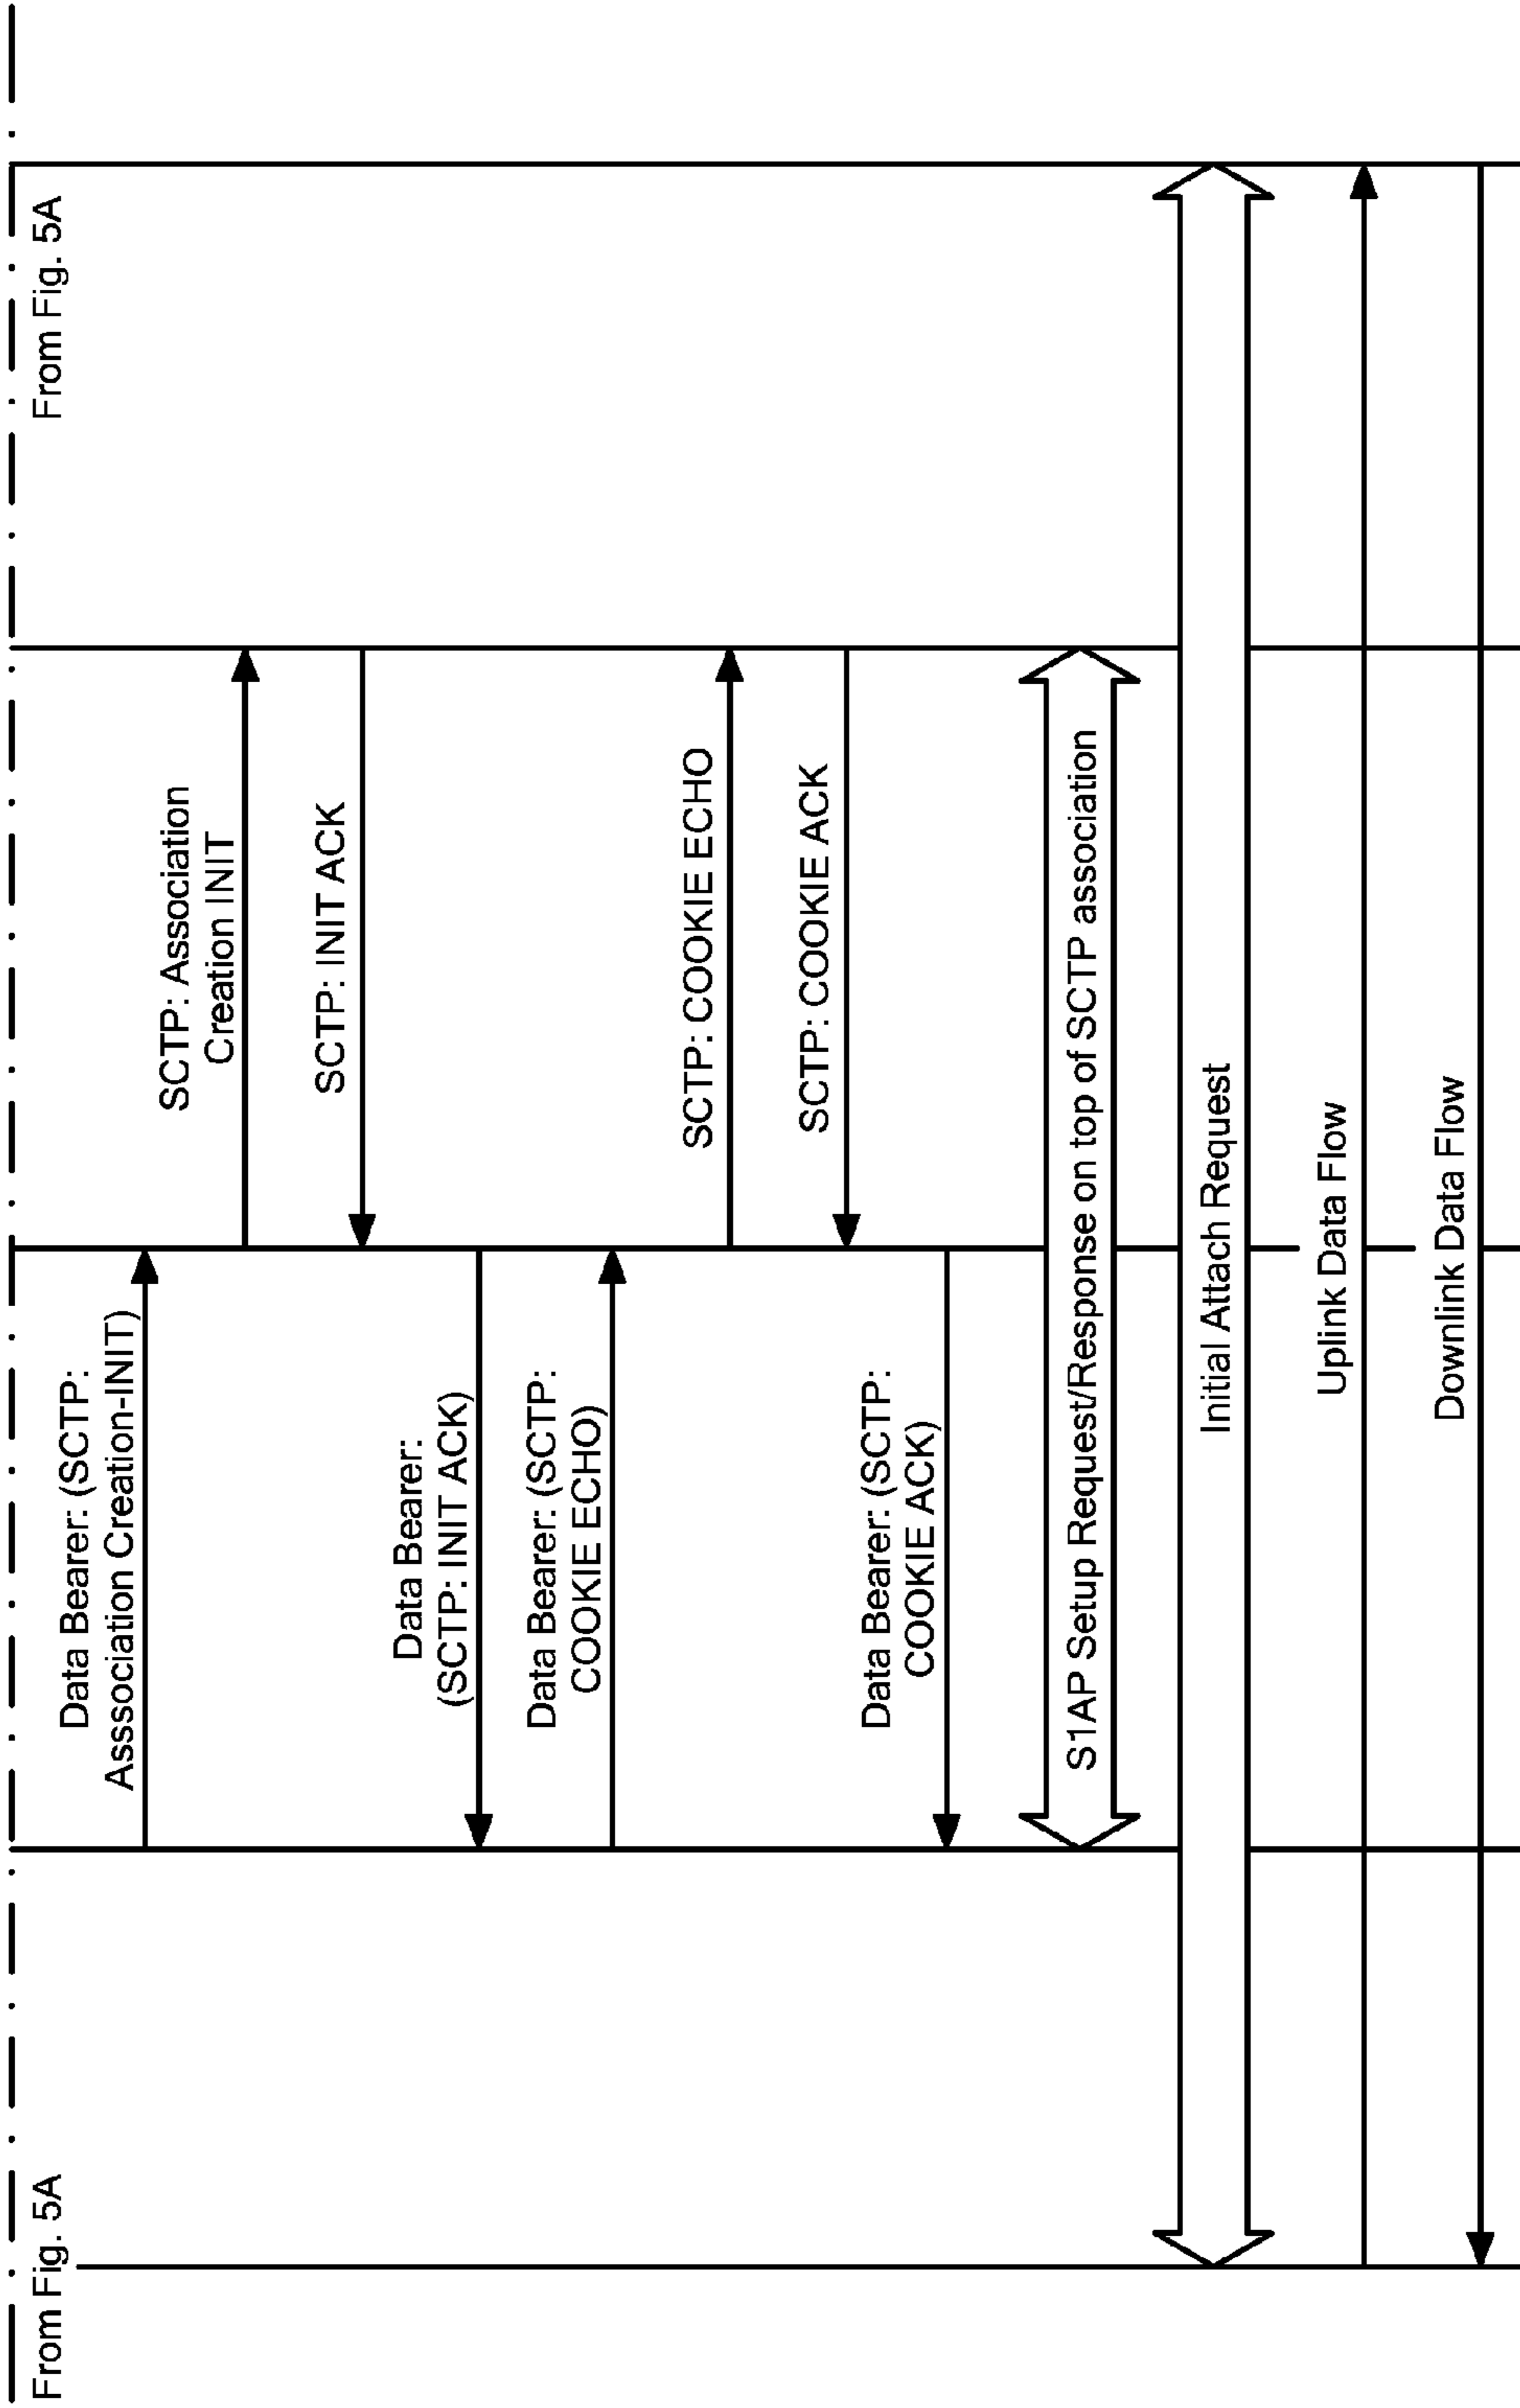 From Fig. 5A
From Fig. 5A
Data Bearer: (SCTP:
Asssociation Creation-INIT)
SCTP: Association
Creation INIT
SCTP: INIT ACK
Data Bearer:
(SCTP: INIT ACK)
Data Bearer: (SCTP:
COOKIE ECHO)
SCTP: COOKIE ECHO
SCTP: COOKIE ACK
Data Bearer: (SCTP:
COOKIE ACK)
S1AP Setup Request/Response on top of SCTP association
Initial Attach Request
Uplink Data Flow
Downlink Data Flow